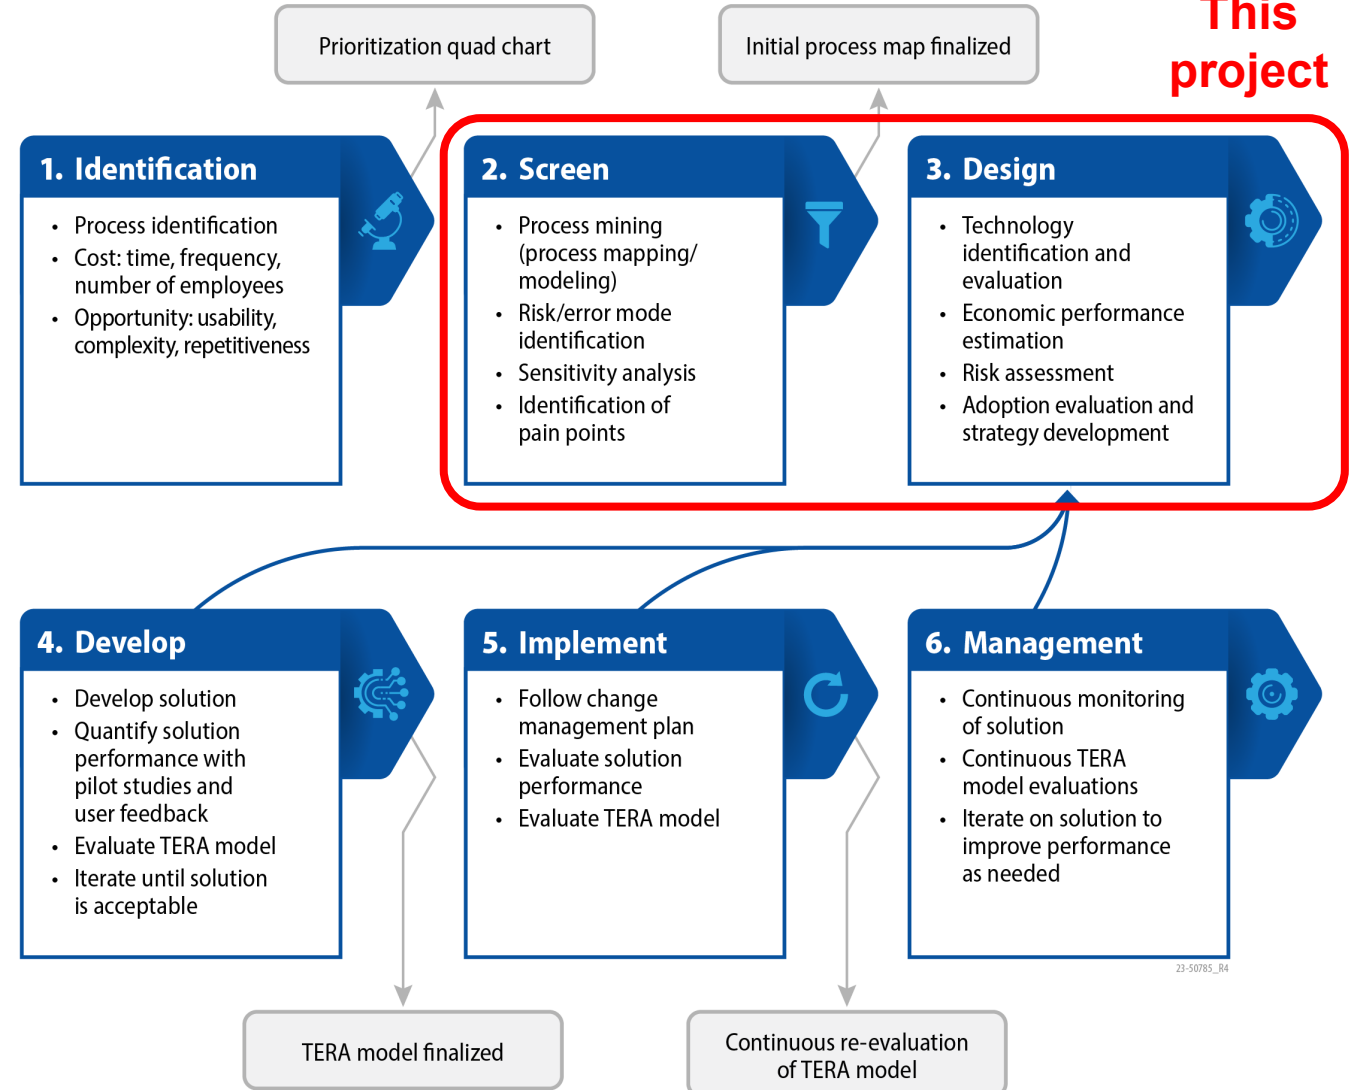 Prioritization quad chart
Initial process map finalized
This
project
1. Identification
• Process identification
• Cost: time, frequency,
number of employees
• Opportunity: usability,
complexity, repetitiveness
2. Screen
• Process mining
(process mapping/
modeling)
• Risk/error mode
identification
• Sensitivity analysis
• Identification of
pain points
3. Design
• Technology
identification and
evaluation
• Economic performance
estimation
• Risk assessment
• Adoption evaluation and
strategy development
4. Develop
• Develop solution
• Quantify solution
performance with
pilot studies and
user feedback
• Evaluate TERA model
• Iterate until solution
is acceptable
5. Implement
• Follow change
management plan
• Evaluate solution
performance
• Evaluate TERA model
6. Management
• Continuous monitoring
of solution
• Continuous TERA
model evaluations
• Iterate on solution to
improve performance
as needed
23-50785_R4
TERA model finalized
Continuous re-evaluation
of TERA model